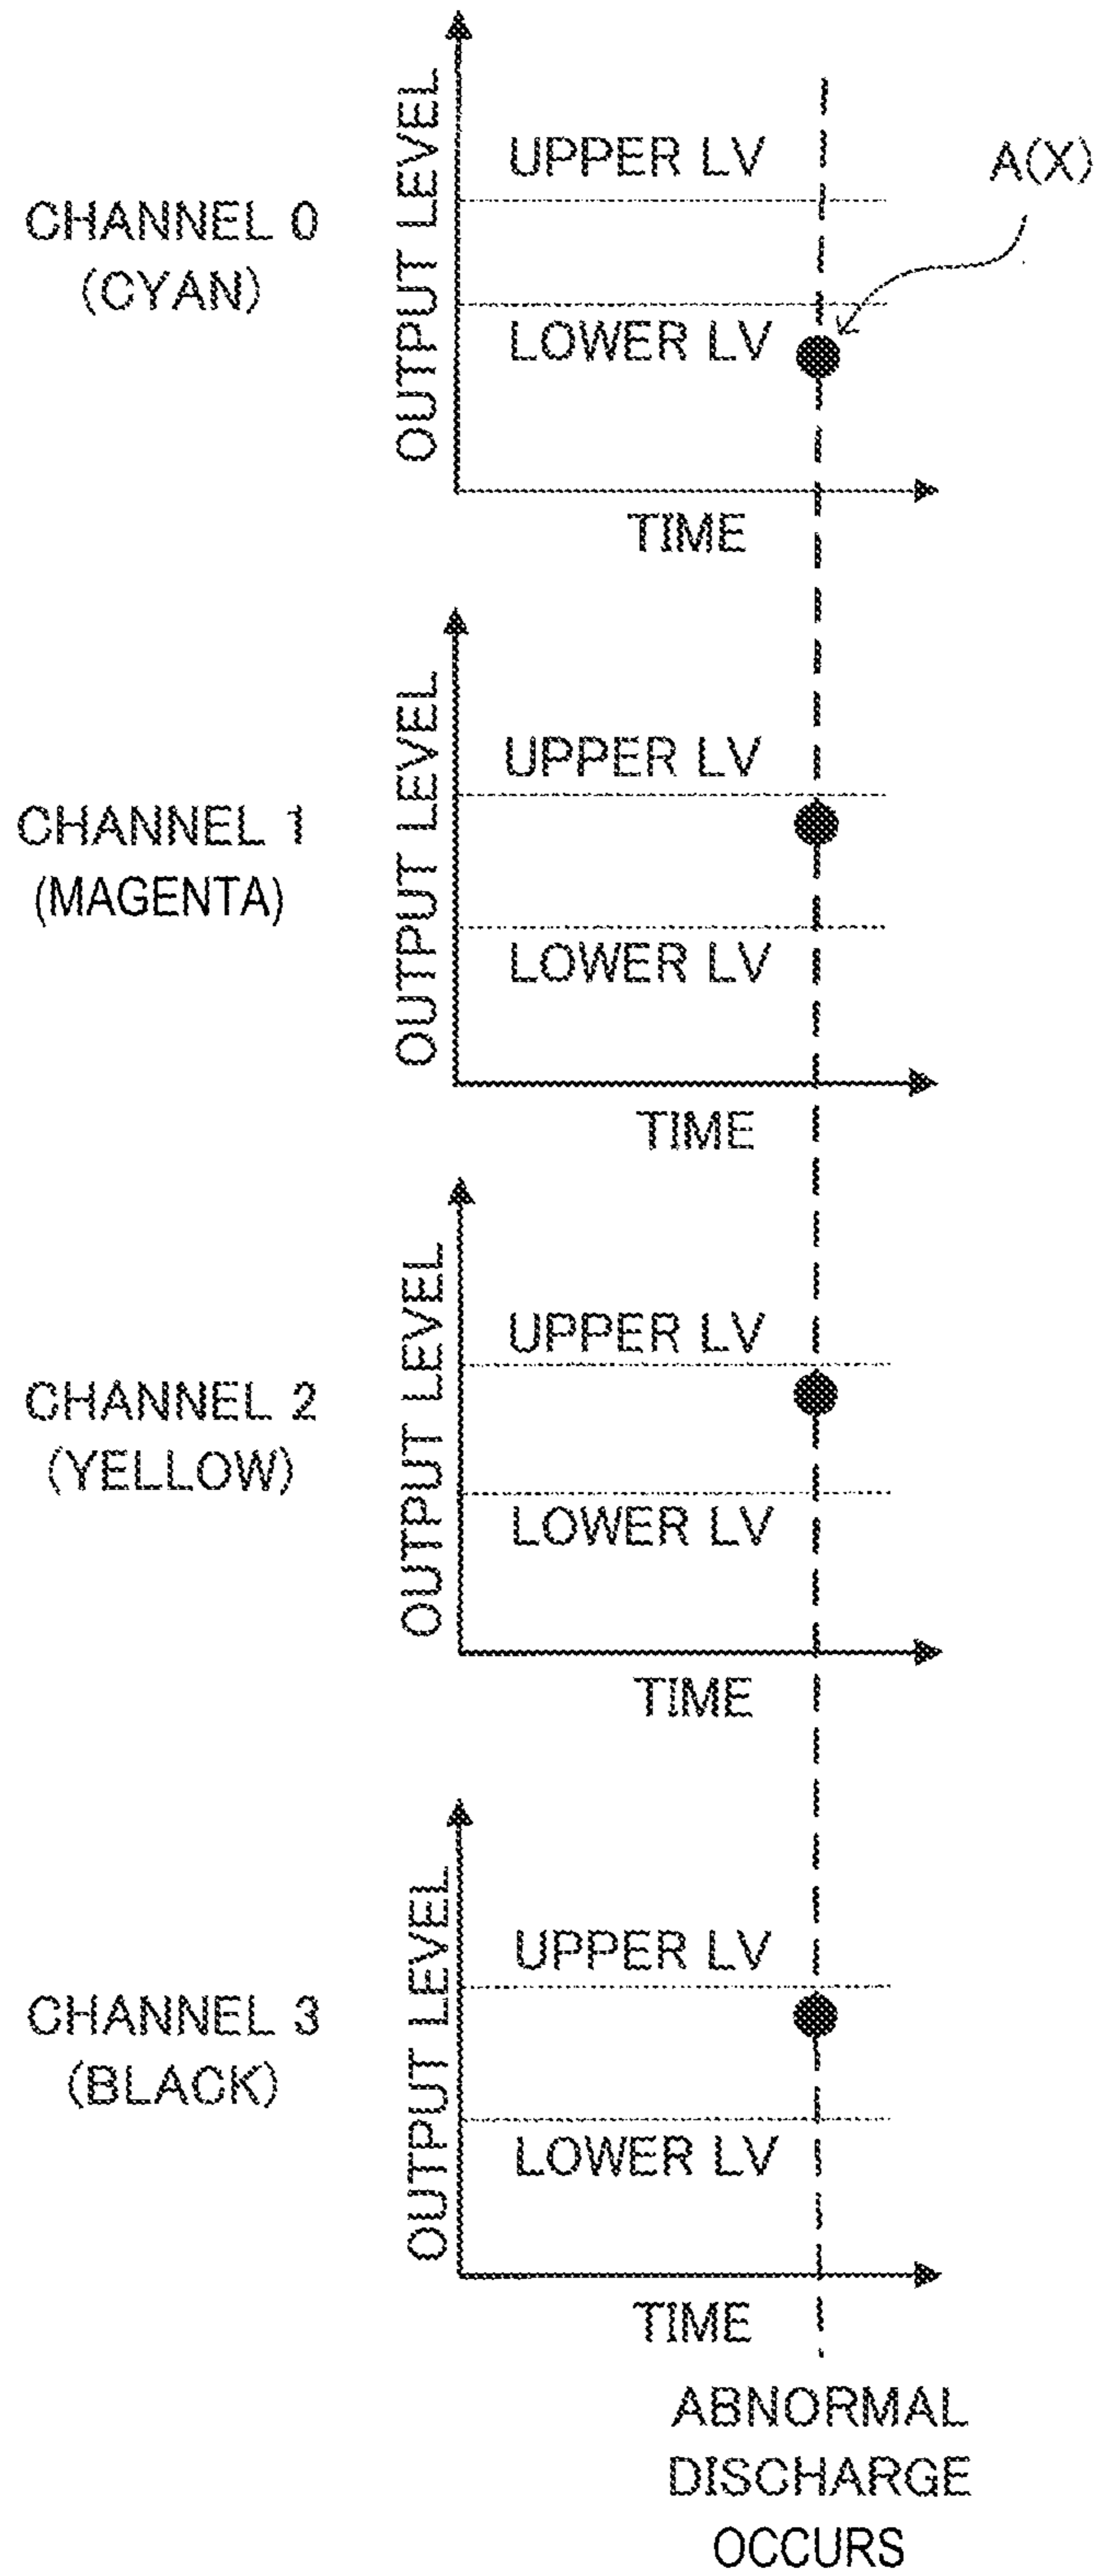 CHANNEL 0
(CYAN)
OUTPUT LEVEL
UPPER LV
LOWER LV
A(X)
TIME
CHANNEL 1
(MAGENTA)
OUTPUT LEVEL
UPPER LV
LOWER LV
TIME
CHANNEL 2
(YELLOW)
OUTPUT LEVEL
UPPER LV
LOWER LV
TIME
CHANNEL 3
(BLACK)
OUTPUT LEVEL
UPPER LV
LOWER LV
TIME
ABNORMAL
DISCHARGE
OCCURS